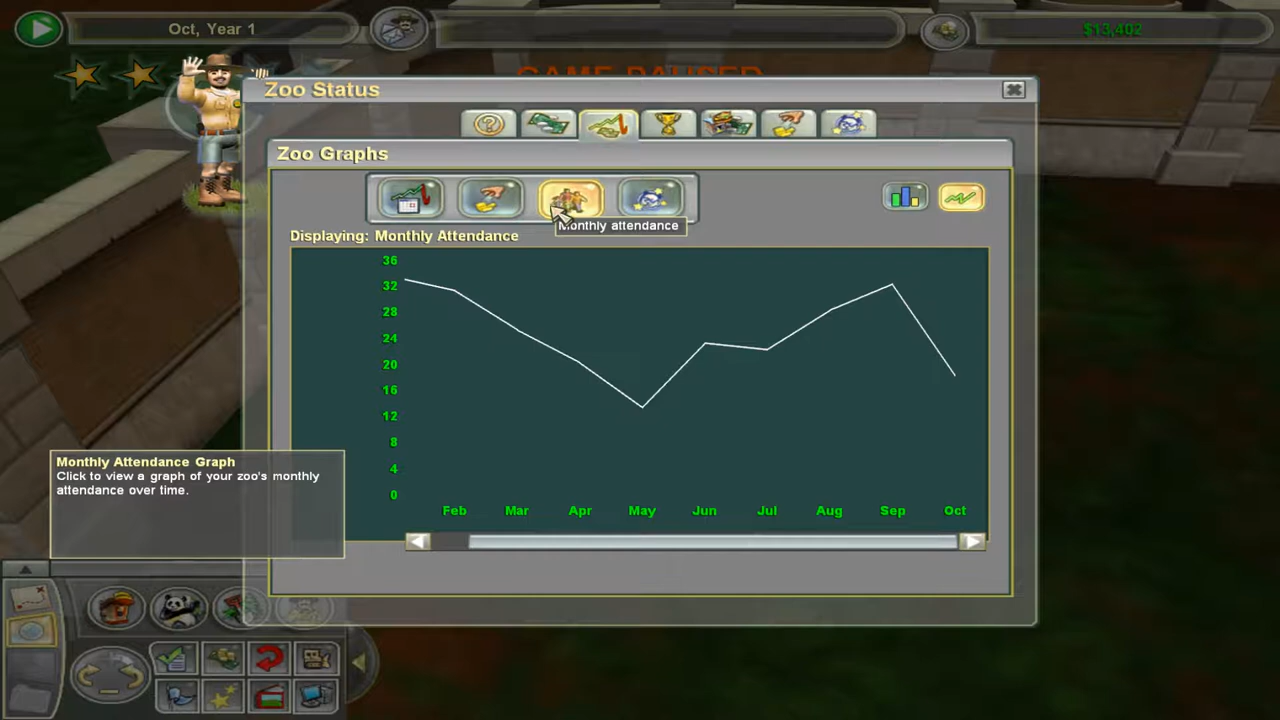 Oct, Year 1
$13,402
GAME PAUSED
Zoo Status
Zoo Graphs
Monthly attendance
Displaying: Monthly Attendance
36
32
28
24
20
16
12
8
4
0
Feb Mar Apr May Jun Jul Aug Sep Oct
Monthly Attendance Graph
Click to view a graph of your zoo's monthly
attendance over time.